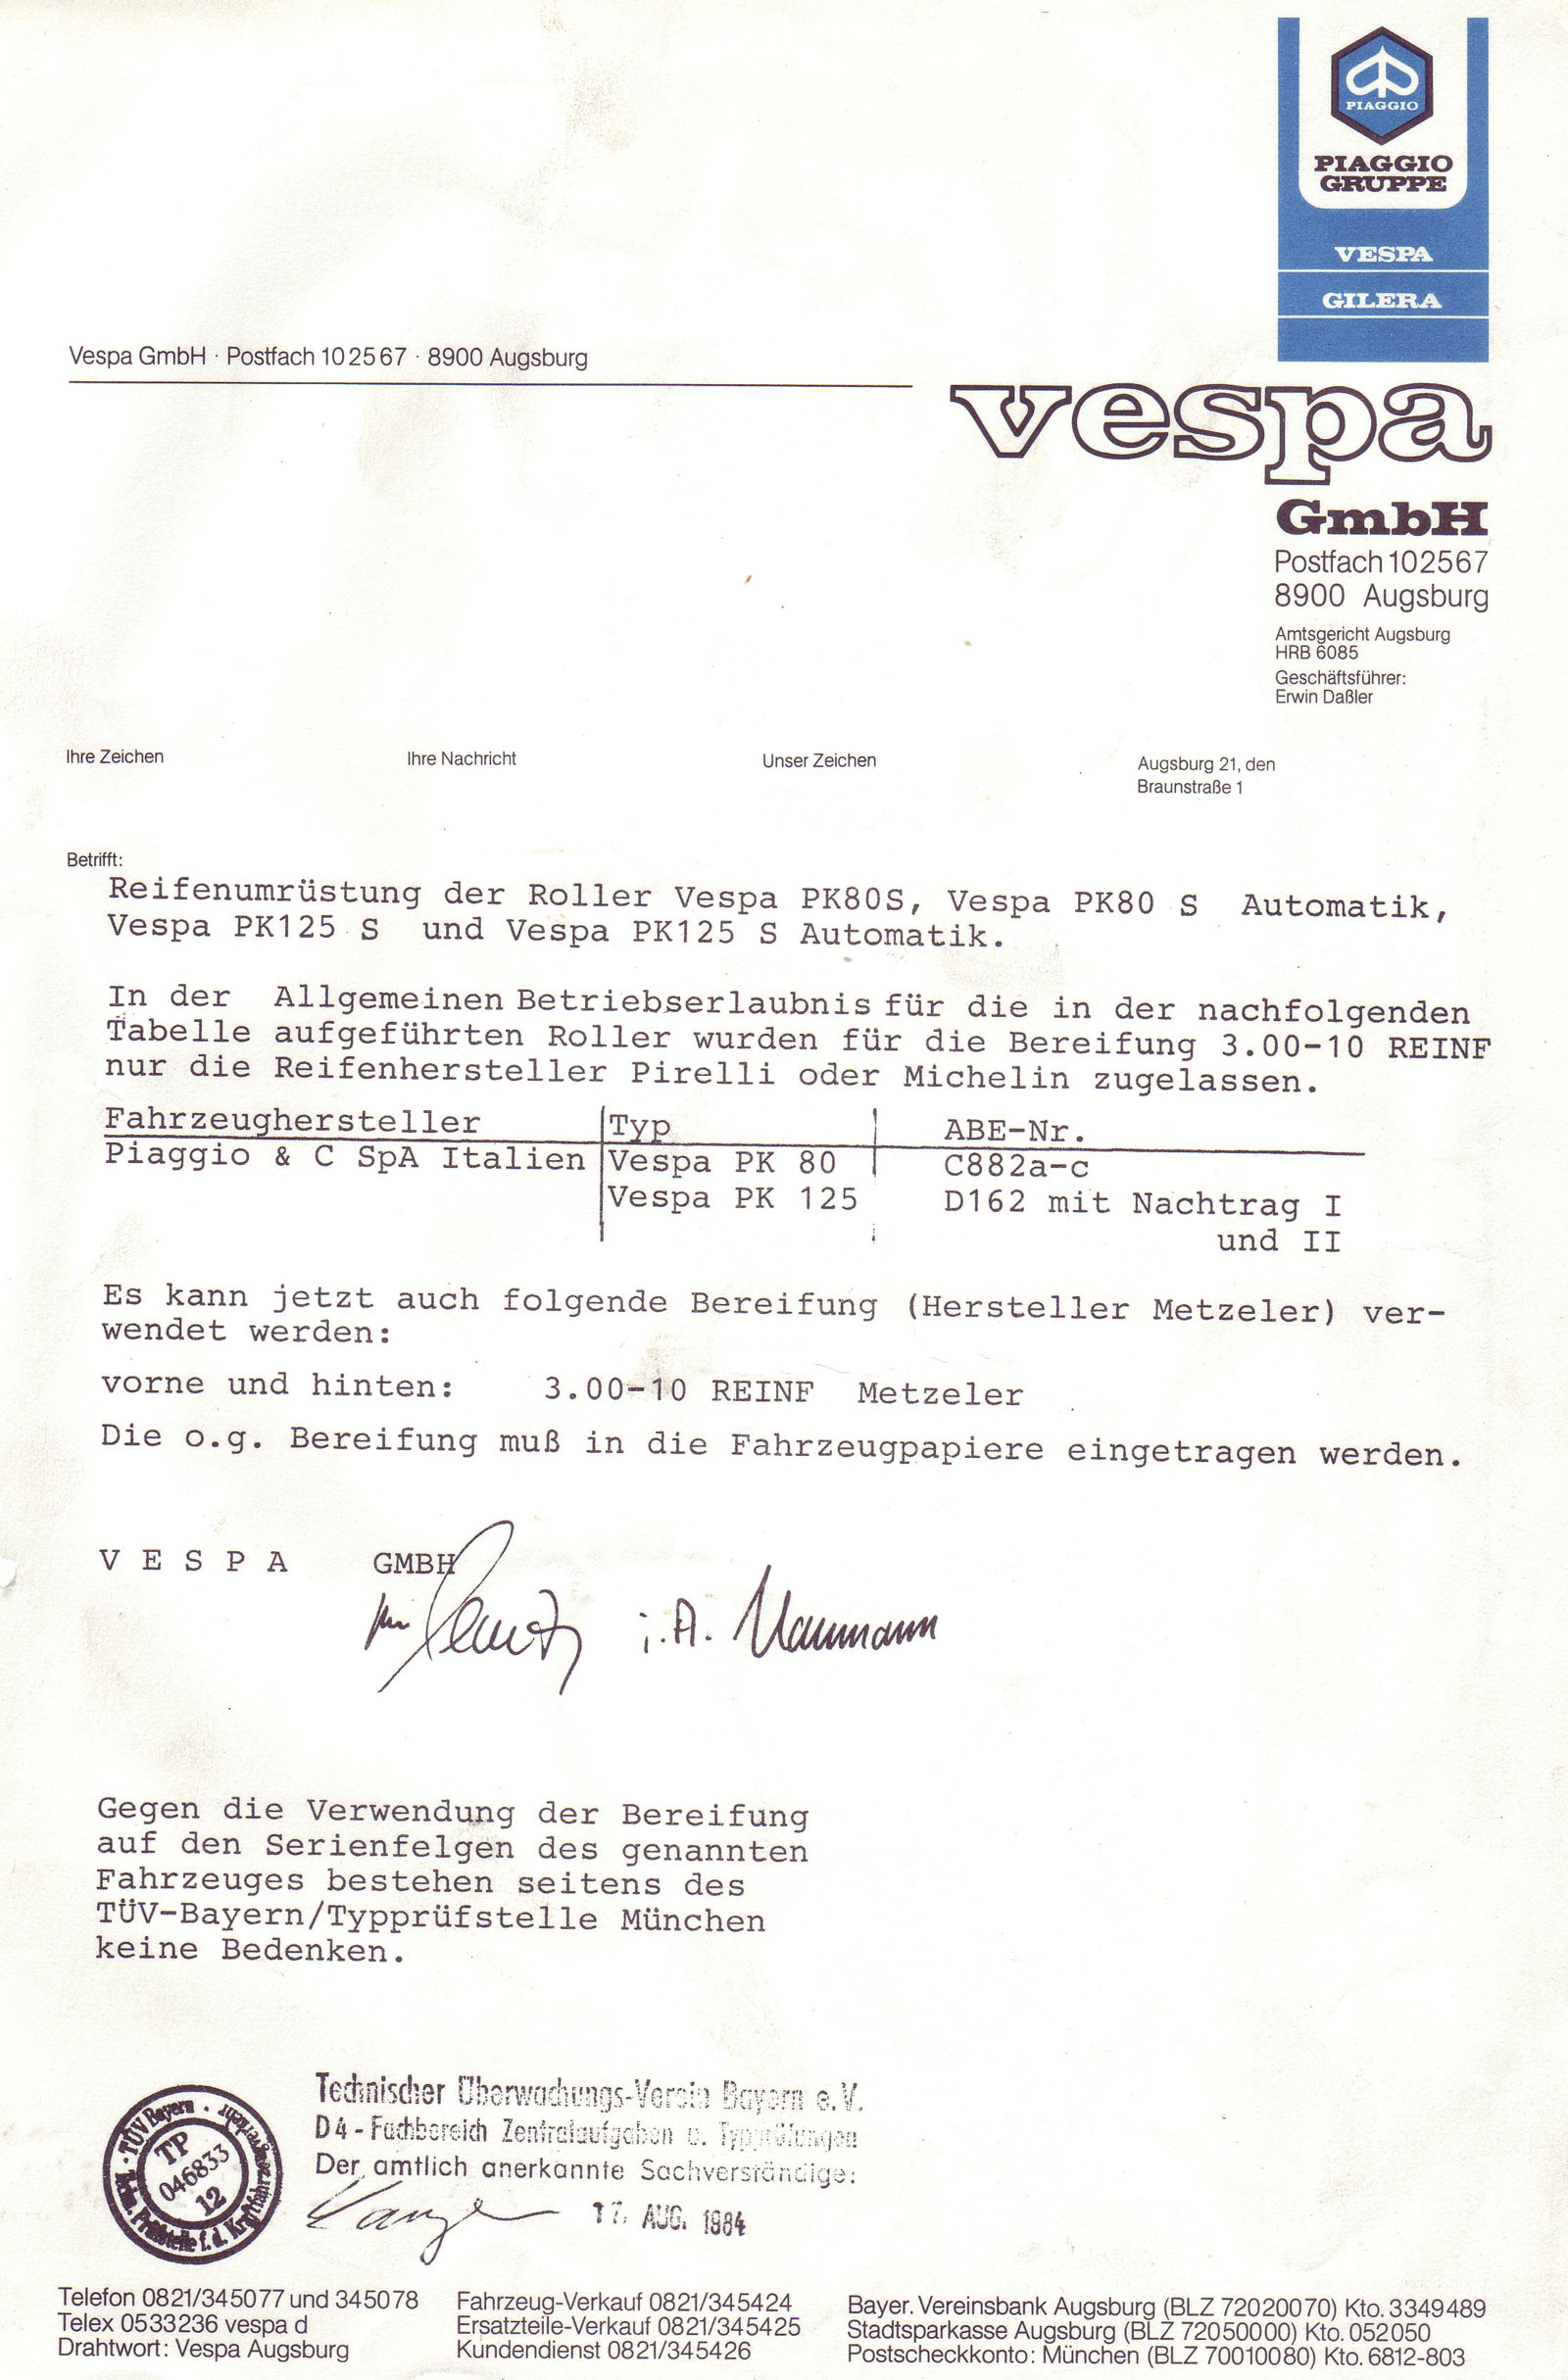 PIAGGIO
PIAGGIO
GRUPPE
VESPA
GILERA
Vespa GmbH · Postfach 102567 · 8900 Augsburg
vespa
GmbH
Postfach 102567
8900 Augsburg
Amtsgericht Augsburg
HRB 6085
Geschäftsführer:
Erwin Daßler
Ihre Zeichen Ihre Nachricht Unser Zeichen Augsburg 21, den
Braunstraße 1
Betrifft:
Reifenumrüstung der Roller Vespa PK80S, Vespa PK80 S Automatik,
Vespa PK125 S und Vespa PK125 S Automatik.
In der Allgemeinen Betriebserlaubnis für die in der nachfolgenden
Tabelle aufgeführten Roller wurden für die Bereifung 3.00-10 REINF
nur die Reifenhersteller Pirelli oder Michelin zugelassen.
Fahrzeughersteller Typ ABE-Nr.
Piaggio & C SpA Italien Vespa PK 80 C882a-c
Vespa PK 125 D162 mit Nachtrag I
und II
Es kann jetzt auch folgende Bereifung (Hersteller Metzeler) ver-
wendet werden:
vorne und hinten: 3.00-10 REINF Metzeler
Die o.g. Bereifung muß in die Fahrzeugpapiere eingetragen werden.
V E S P A GMBH
i.A. Naumann
Gegen die Verwendung der Bereifung
auf den Serienfelgen des genannten
Fahrzeuges bestehen seitens des
TÜV-Bayern/Typprüfstelle München
keine Bedenken.
Technischer Überwachungs-Verein Bayern e.V.
D4 - Fachbereich Zentralaufgaben u. Typprüfungen
Der amtlich anerkannte Sachverständige:
17. AUG. 1984
· TÜV Bayern ·
Techn. Prüfstelle f. d. Kraftfahrzeugverkehr
TP
046833
12
Telefon 0821/345077 und 345078 Fahrzeug-Verkauf 0821/345424 Bayer. Vereinsbank Augsburg (BLZ 72020070) Kto. 3349489
Telex 0533236 vespa d Ersatzteile-Verkauf 0821/345425 Stadtsparkasse Augsburg (BLZ 72050000) Kto. 052050
Drahtwort: Vespa Augsburg Kundendienst 0821/345426 Postscheckkonto: München (BLZ 70010080) Kto. 6812-803